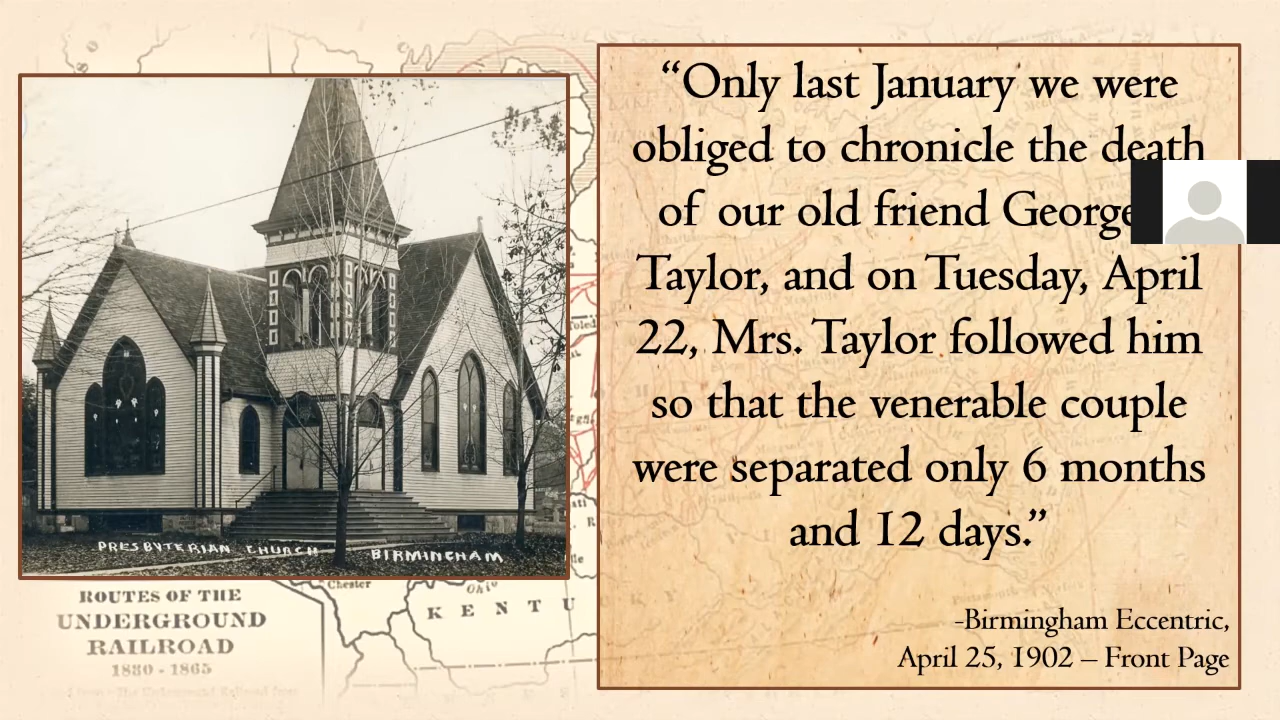 “Only last January we were
obliged to chronicle the death
of our old friend George
Taylor, and on Tuesday, April
22, Mrs. Taylor followed him
so that the venerable couple
were separated only 6 months
and 12 days.”
-Birmingham Eccentric,
April 25, 1902 – Front Page
PRESBYTERIAN CHURCH BIRMINGHAM
Chester
Ohio
KENTU
ROUTES OF THE
UNDERGROUND
RAILROAD
1830 - 1865